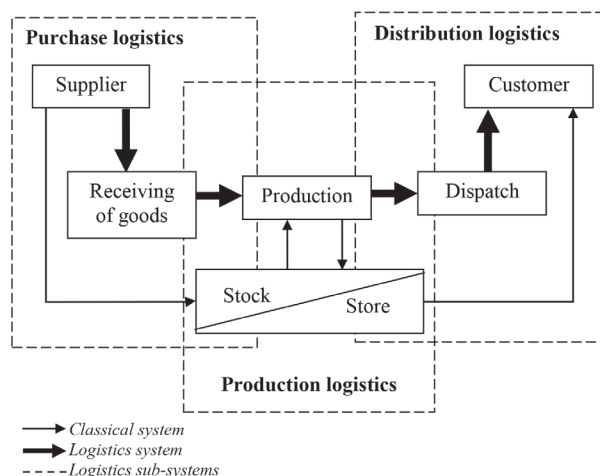 Purchase logistics
Distribution logistics
Supplier
Customer
Receiving
of goods
Production
Dispatch
Stock
Store
Production logistics
Classical system
Logistics system
Logistics sub-systems